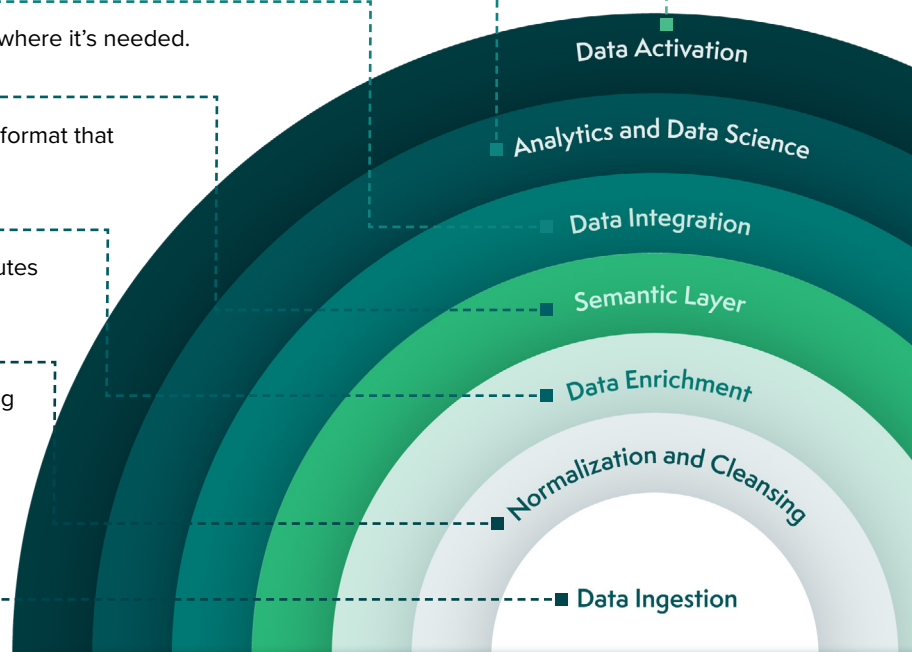 where it's needed.
format that
utes
g
Data Activation
Analytics and Data Science
Data Integration
Semantic Layer
Data Enrichment
Normalization and Cleansing
Data Ingestion